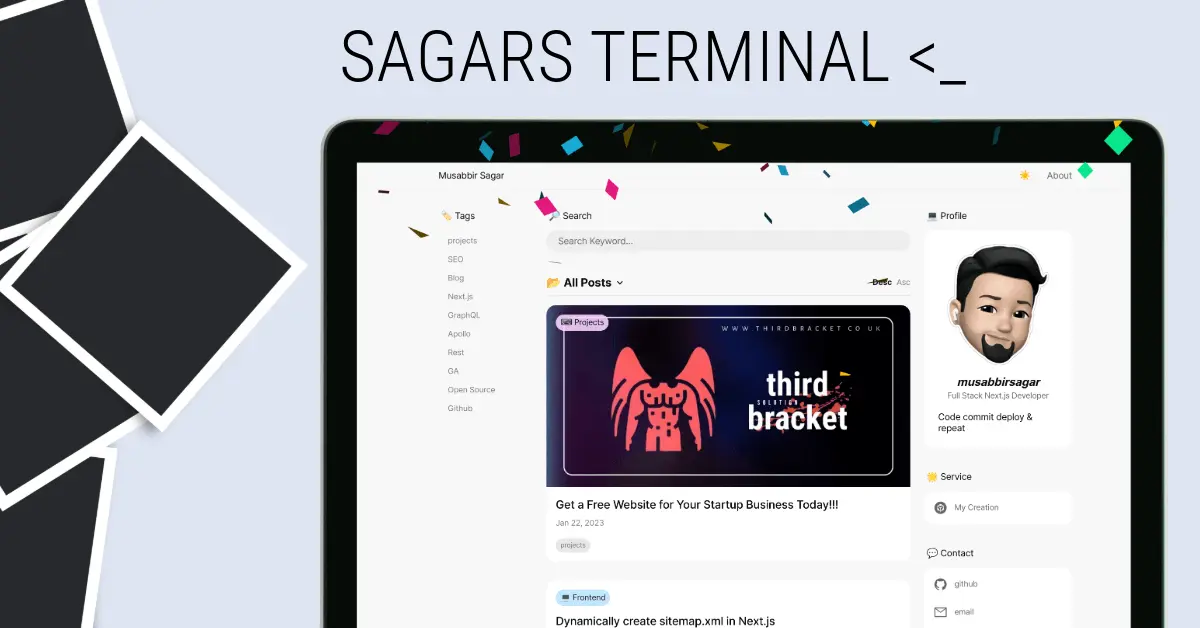 SAGARS TERMINAL <_
Musabbir Sagar
About
Tags
projects
SEO
Blog
Next.js
GraphQL
Apollo
Rest
GA
Open Source
Github
Search
Search Keyword...
All Posts
Desc Asc
Projects
WWW.THIRDBRACKET.CO.UK
third
SOLUTION
bracket
Get a Free Website for Your Startup Business Today!!!
Jan 22, 2023
projects
Frontend
Dynamically create sitemap.xml in Next.js
Profile
musabbirsagar
Full Stack Next.js Developer
Code commit deploy &
repeat
Service
My Creation
Contact
github
email